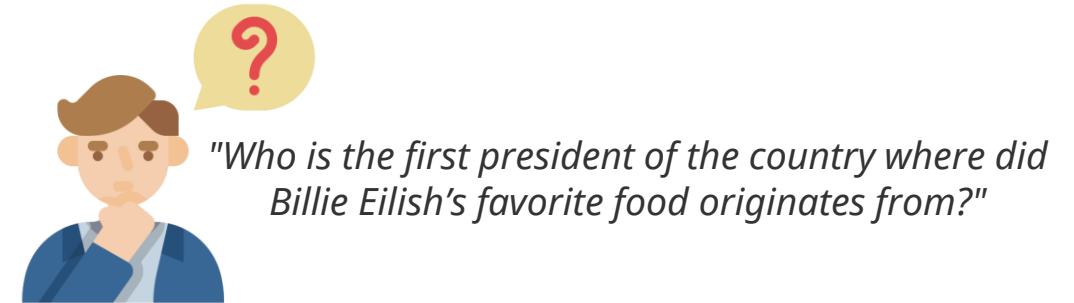 ?
"Who is the first president of the country where did
Billie Eilish’s favorite food originates from?"